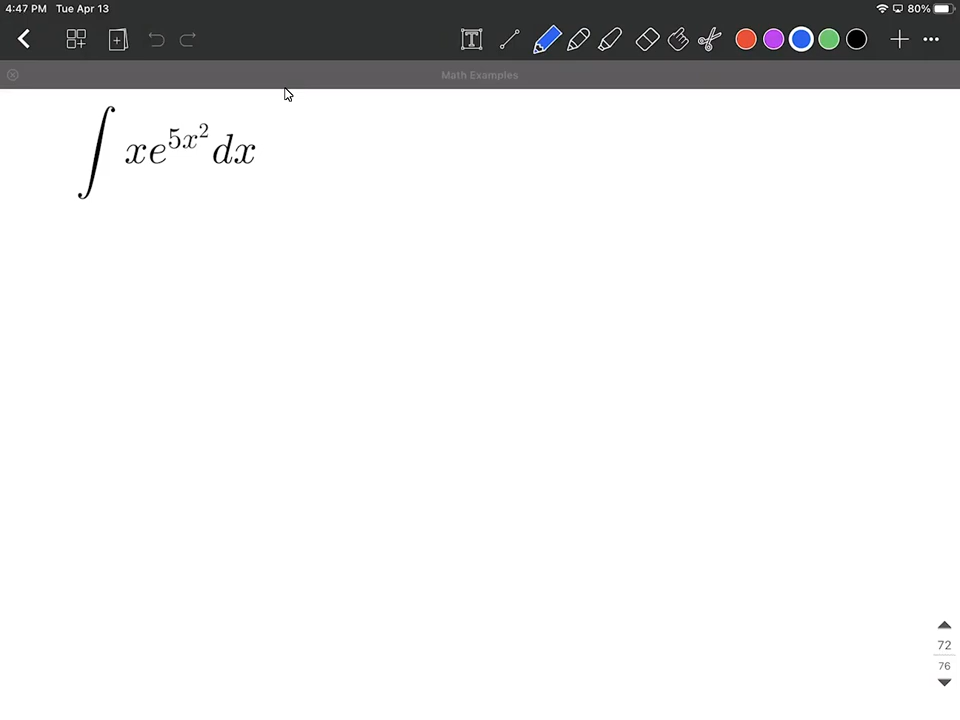 4:47 PM Tue Apr 13 80%
T
Math Examples
∫ xe^{5x^2} dx
72
76